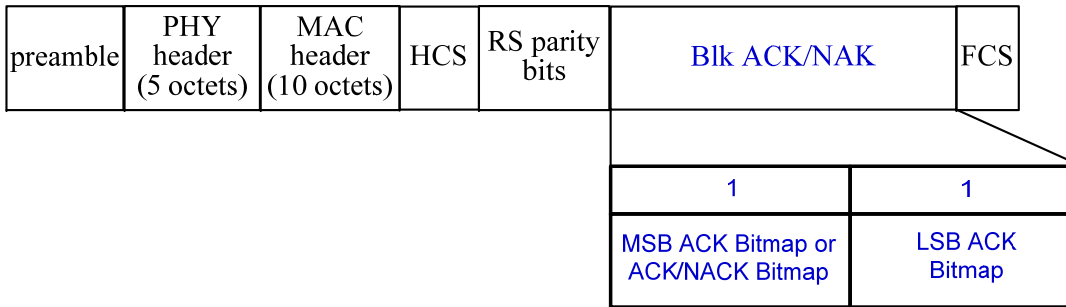 preamble
PHY
header
(5 octets)
MAC
header
(10 octets)
HCS
RS parity
bits
Blk ACK/NAK
FCS
1
1
MSB ACK Bitmap or
ACK/NACK Bitmap
LSB ACK
Bitmap